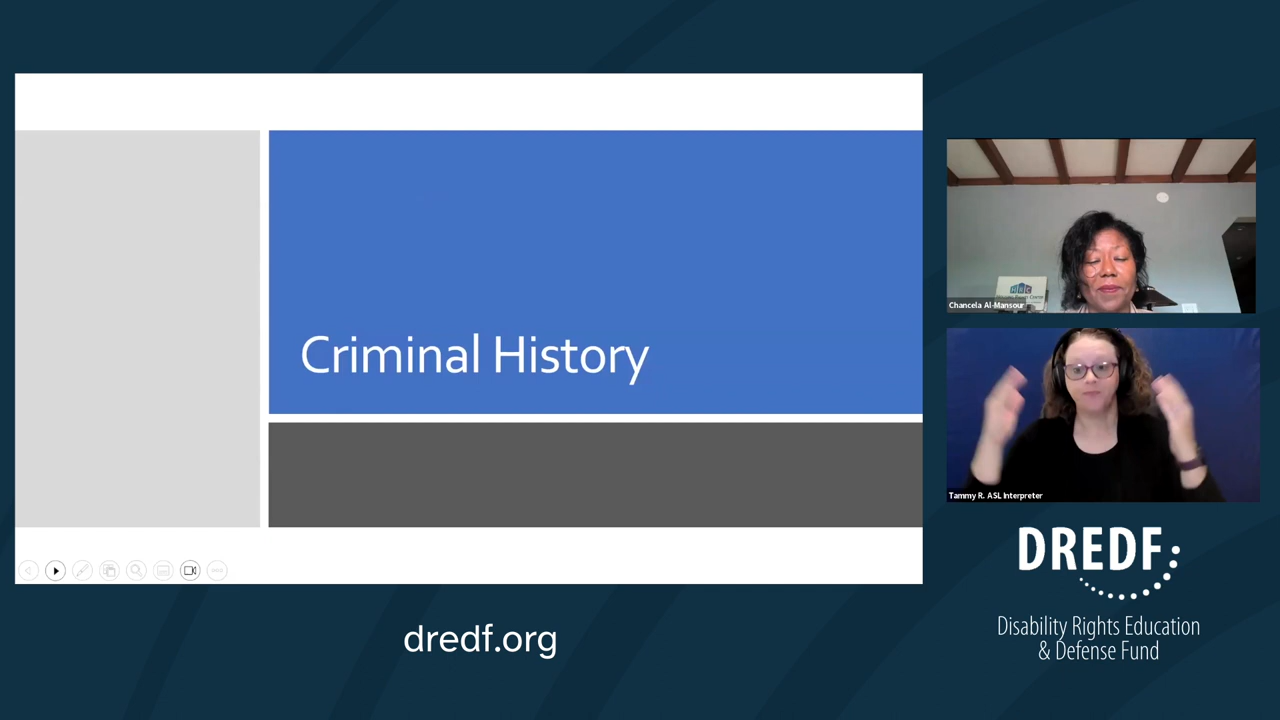 Criminal History
Chancela Al-Mansour
Tammy R. ASL Interpreter
DREDF
Disability Rights Education
& Defense Fund
dredf.org